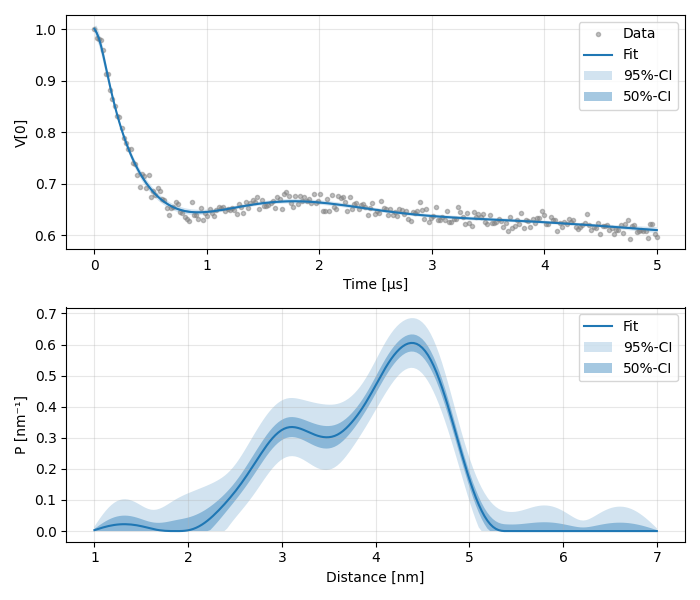 V[0]
1.0
0.9
0.8
0.7
0.6
Data
Fit
95%-CI
50%-CI
0 1 2 3 4 5
Time [μs]
P [nm⁻¹]
0.7
0.6
0.5
0.4
0.3
0.2
0.1
0.0
Fit
95%-CI
50%-CI
1 2 3 4 5 6 7
Distance [nm]